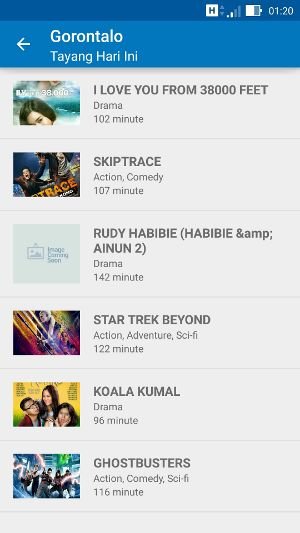 01:20
Gorontalo
Tayang Hari Ini
38000
I LOVE YOU FROM 38000 FEET
Drama
102 minute
SKIPTRACE
Action, Comedy
107 minute
Image
Coming
Soon
RUDY HABIBIE (HABIBIE &amp;
AINUN 2)
Drama
142 minute
STAR TREK BEYOND
Action, Adventure, Sci-fi
122 minute
KOALA KUMAL
Drama
96 minute
GHOSTBUSTERS
Action, Comedy, Sci-fi
116 minute